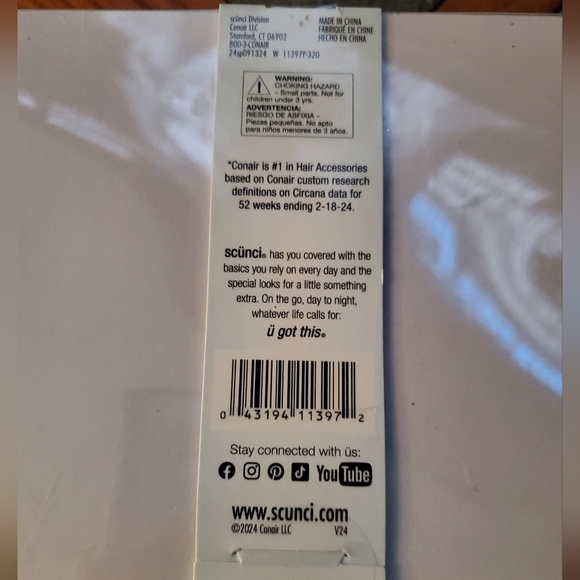 scünci Division
Conair LLC
Stamford, CT 06902
800-3-CONAIR
24sp091324 W 11397P-320
MADE IN CHINA
FABRIQUÉ EN CHINE
HECHO EN CHINA
WARNING:
CHOKING HAZARD
– Small parts. Not for
children under 3 yrs.
ADVERTENCIA:
RIESGO DE ASFIXIA –
Piezas pequeñas. No apto
para niños menores de 3 años.
*Conair is #1 in Hair Accessories
based on Conair custom research
definitions on Circana data for
52 weeks ending 2-18-24.
scünci® has you covered with the
basics you rely on every day and the
special looks for a little something
extra. On the go, day to night,
whatever life calls for:
ü got this®
0 43194 11397 2
Stay connected with üs:
YouTube
www.scunci.com
©2024 Conair LLC V24